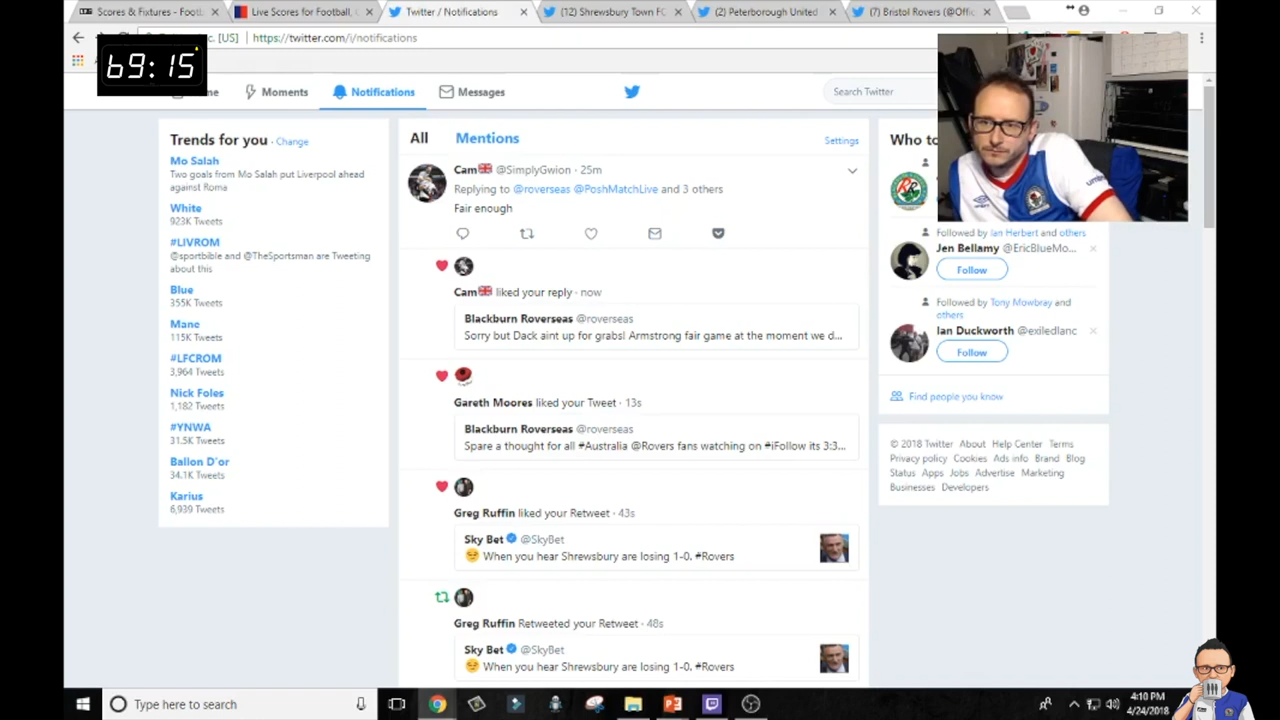 Scores & Fixtures - Footb
Live Scores for Football, c
Twitter / Notifications
(12) Shrewsbury Town FC
(2) Peterborough United
(7) Bristol Rovers (@Offic
[US]
https://twitter.com/i/notifications
69:15
Moments
Notifications
Messages
Search Twitter
Trends for you · Change
Mo Salah
Two goals from Mo Salah put Liverpool ahead
against Roma
White
923K Tweets
#LIVROM
@sportbible and @TheSportsman are Tweeting
about this
Blue
355K Tweets
Mane
115K Tweets
#LFCROM
3,964 Tweets
Nick Foles
1,182 Tweets
#YNWA
31.5K Tweets
Ballon D'or
34.1K Tweets
Karius
6,939 Tweets
All
Mentions
Settings
Cam🇬🇧 @SimplyGwion · 25m
Replying to @roverseas @PoshMatchLive and 3 others
Fair enough
Cam🇬🇧 liked your reply · now
Blackburn Roverseas @roverseas
Sorry but Dack aint up for grabs! Armstrong fair game at the moment we d...
Gareth Moores liked your Tweet · 13s
Blackburn Roverseas @roverseas
Spare a thought for all #Australia @Rovers fans watching on #iFollow its 3:3...
Greg Ruffin liked your Retweet · 43s
Sky Bet @SkyBet
😒 When you hear Shrewsbury are losing 1-0. #Rovers
Greg Ruffin Retweeted your Retweet · 48s
Sky Bet @SkyBet
😒 When you hear Shrewsbury are losing 1-0. #Rovers
Who to
Followed by Ian Herbert and others
Jen Bellamy @EricBlueMo...
Follow
Followed by Tony Mowbray and
others
Ian Duckworth @exiledlanc
Follow
Find people you know
© 2018 Twitter About Help Center Terms
Privacy policy Cookies Ads info Brand Blog
Status Apps Jobs Advertise Marketing
Businesses Developers
Type here to search
4:10 PM
4/24/2018